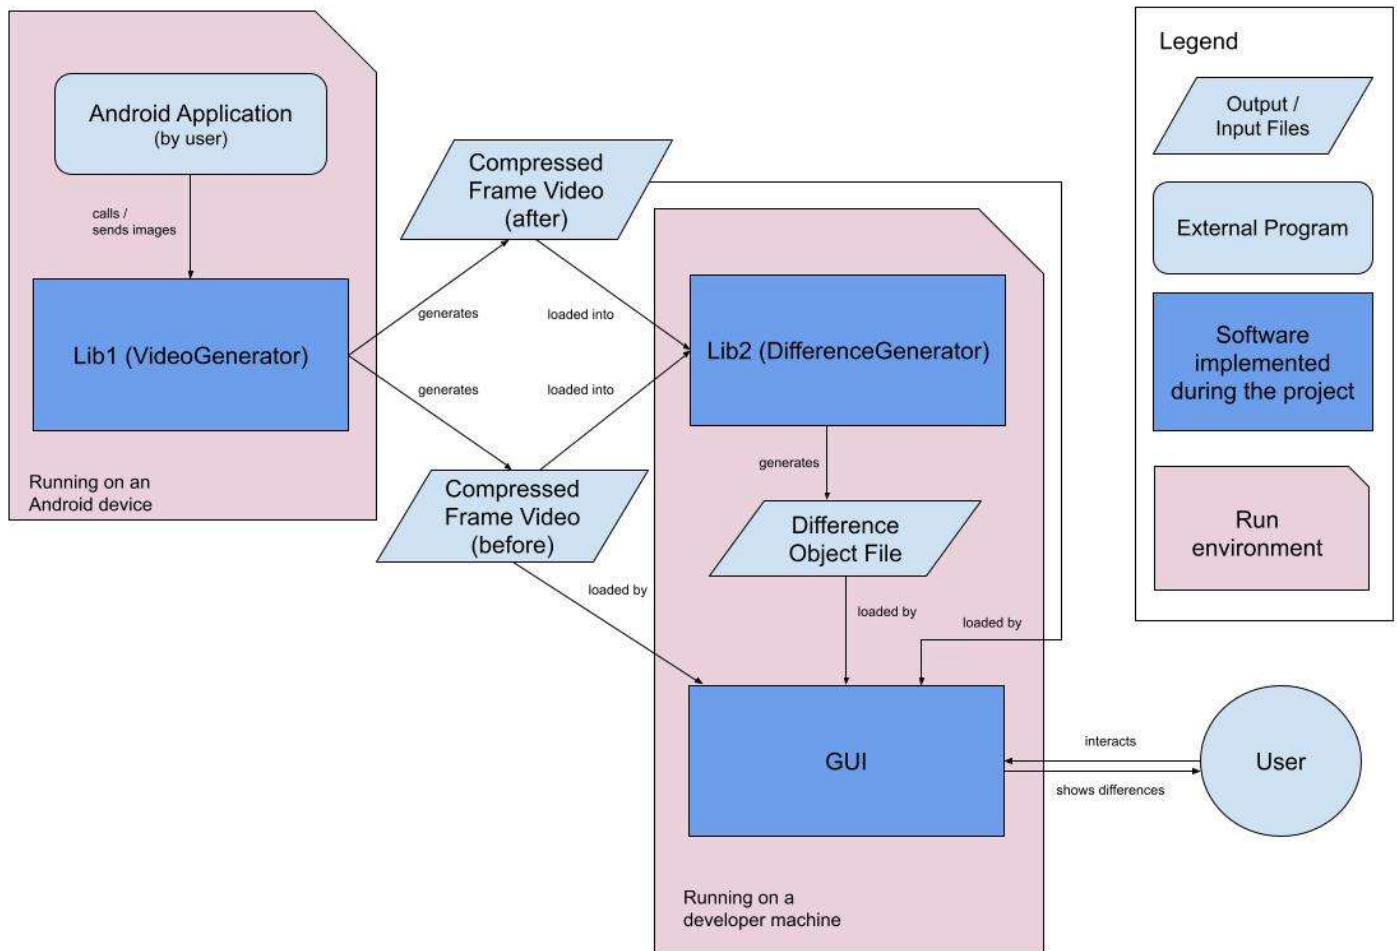 Android Application
(by user)
calls /
sends images
Lib1 (VideoGenerator)
Running on an
Android device
Compressed
Frame Video
(after)
generates
loaded into
generates
loaded into
Compressed
Frame Video
(before)
loaded by
Lib2 (DifferenceGenerator)
generates
Difference
Object File
loaded by
loaded by
GUI
Running on a
developer machine
interacts
shows differences
User
Legend
Output /
Input Files
External Program
Software
implemented
during the project
Run
environment